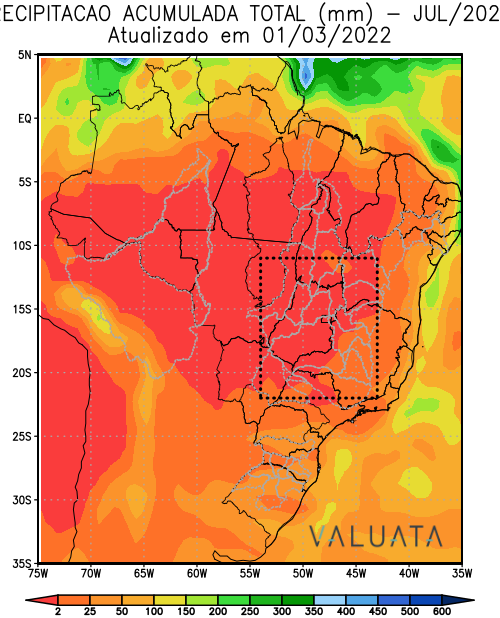 RECIPITACAO ACUMULADA TOTAL (mm) – JUL/202
Atualizado em 01/03/2022
5N
EQ
5S
10S
15S
20S
25S
30S
35S
75W 70W 65W 60W 55W 50W 45W 40W 35W
VALUATA
2 25 50 100 150 200 250 300 350 400 450 500 600